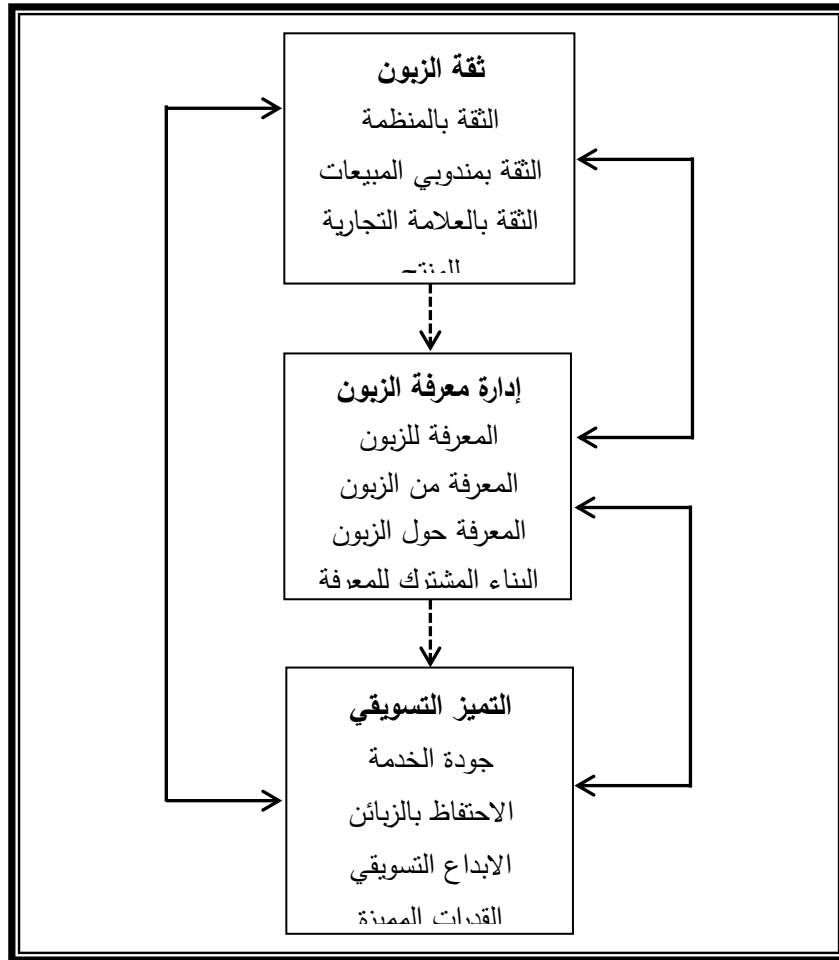 ثقة الزبون
الثقة بالمنظمة
الثقة بمندوبي المبيعات
الثقة بالعلامة التجارية
للمنتج
إدارة معرفة الزبون
المعرفة للزبون
المعرفة من الزبون
المعرفة حول الزبون
البناء المشترك للمعرفة
التميز التسويقي
جودة الخدمة
الاحتفاظ بالزبائن
الابداع التسويقي
القدرات المميزة